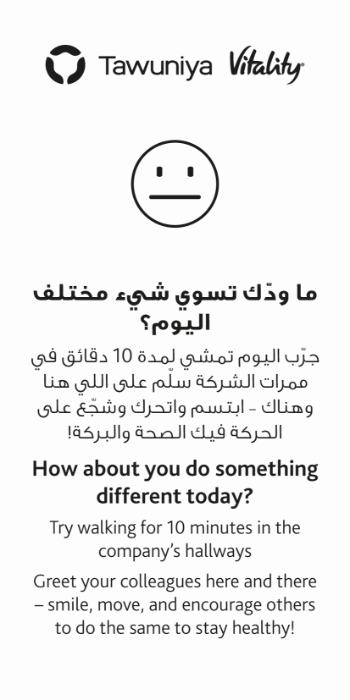 Tawuniya Vitality
ما ودّك تسوي شيء مختلف
اليوم؟
جرّب اليوم تمشي لمدة 10 دقائق في
ممرات الشركة سلّم على اللي هنا
وهناك - ابتسم واتحرك وشجّع على
الحركة فيك الصحة والبركة!
How about you do something
different today?
Try walking for 10 minutes in the
company's hallways
Greet your colleagues here and there
– smile, move, and encourage others
to do the same to stay healthy!